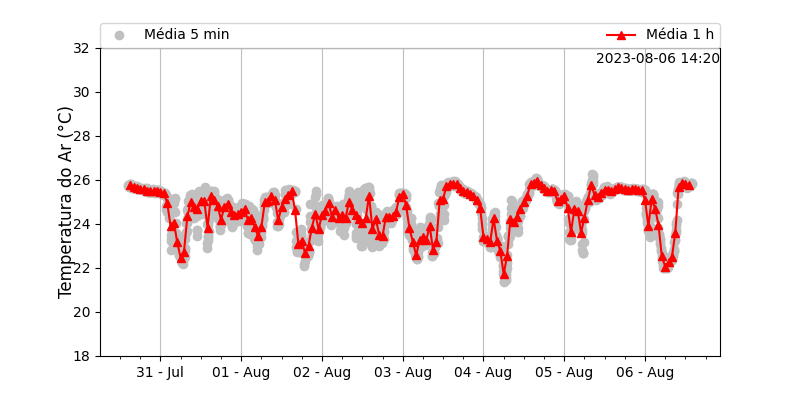 Média 5 min
Média 1 h
2023-08-06 14:20
Temperatura do Ar (°C)
32
30
28
26
24
22
20
18
31 - Jul
01 - Aug
02 - Aug
03 - Aug
04 - Aug
05 - Aug
06 - Aug